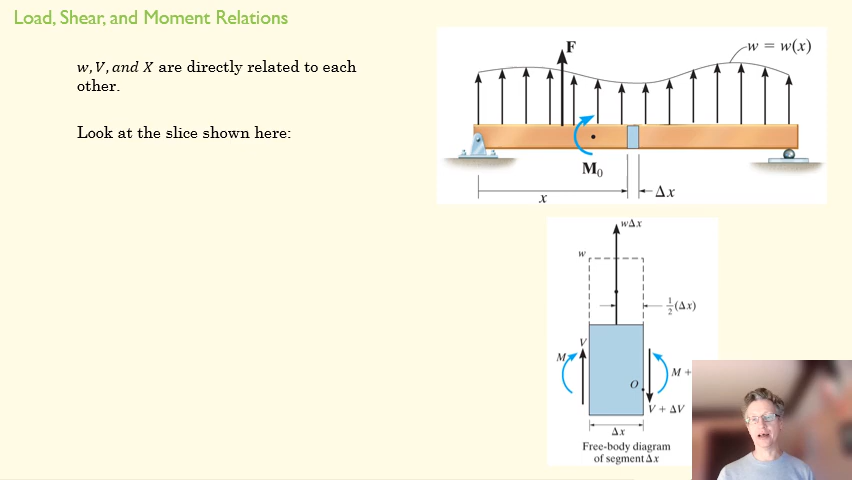 Load, Shear, and Moment Relations
w, V, and X are directly related to each
other.
Look at the slice shown here:
F
w = w(x)
M0
x
Δx
wΔx
w
1/2 (Δx)
V
M
O
M +
V + ΔV
Δx
Free-body diagram
of segment Δx